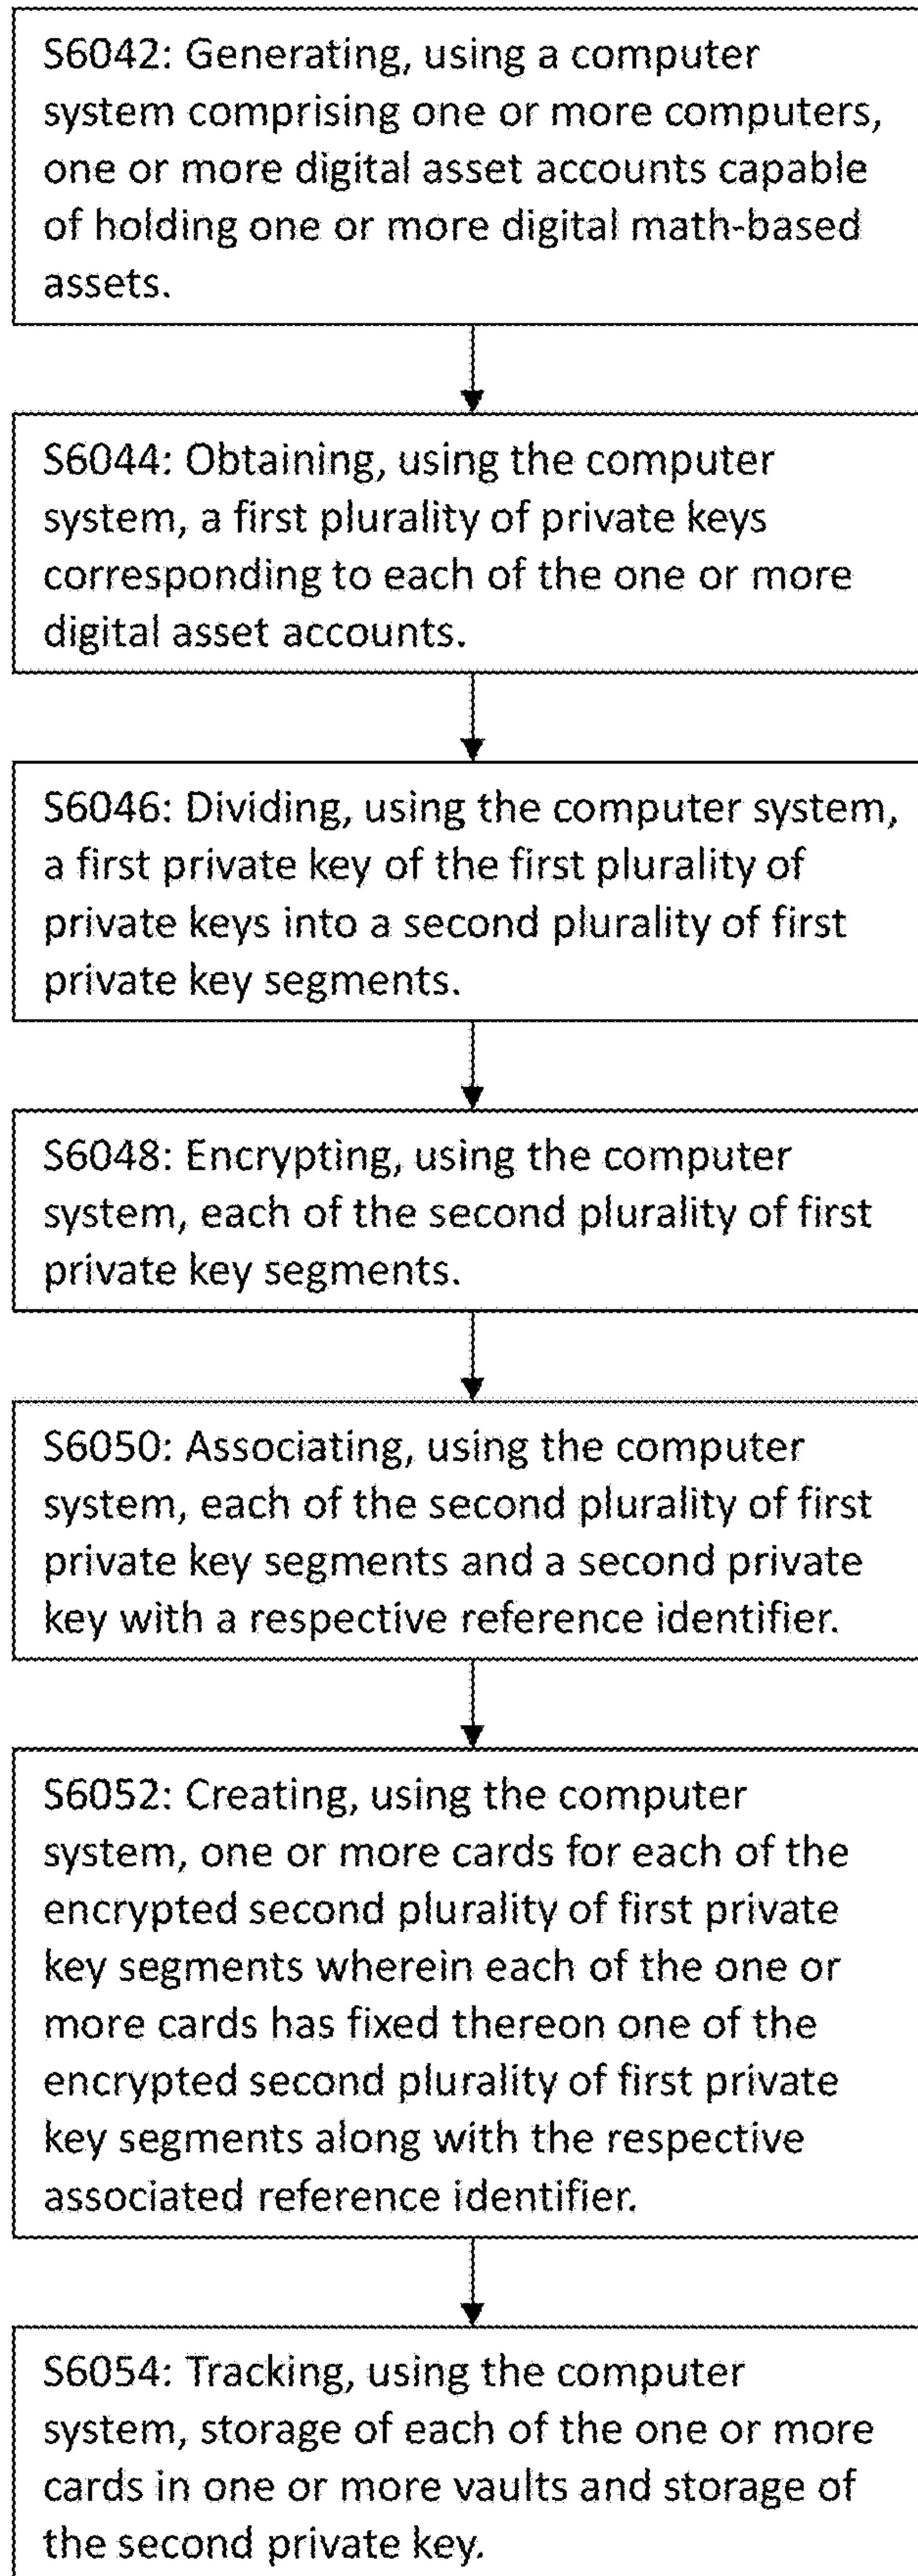 S6042: Generating, using a computer
system comprising one or more computers,
one or more digital asset accounts capable
of holding one or more digital math-based
assets.
S6044: Obtaining, using the computer
system, a first plurality of private keys
corresponding to each of the one or more
digital asset accounts.
S6046: Dividing, using the computer system,
a first private key of the first plurality of
private keys into a second plurality of first
private key segments.
S6048: Encrypting, using the computer
system, each of the second plurality of first
private key segments.
S6050: Associating, using the computer
system, each of the second plurality of first
private key segments and a second private
key with a respective reference identifier.
S6052: Creating, using the computer
system, one or more cards for each of the
encrypted second plurality of first private
key segments wherein each of the one or
more cards has fixed thereon one of the
encrypted second plurality of first private
key segments along with the respective
associated reference identifier.
S6054: Tracking, using the computer
system, storage of each of the one or more
cards in one or more vaults and storage of
the second private key.